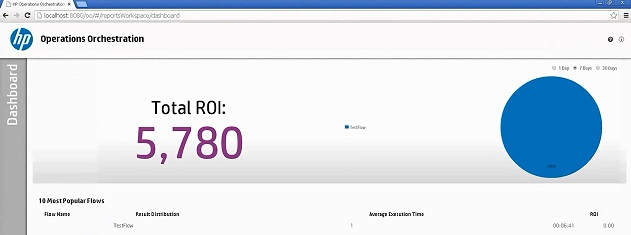 HP Operations Orchestration
localhost:8080/oo/#/reportsWorkspace/dashboard
hp
Operations Orchestration
Dashboard
1 Day 7 Days 30 Days
Total ROI:
5,780
TestFlow
10 Most Popular Flows
Flow Name Result Distribution Average Execution Time ROI
TestFlow 1 00:06:41 0.00